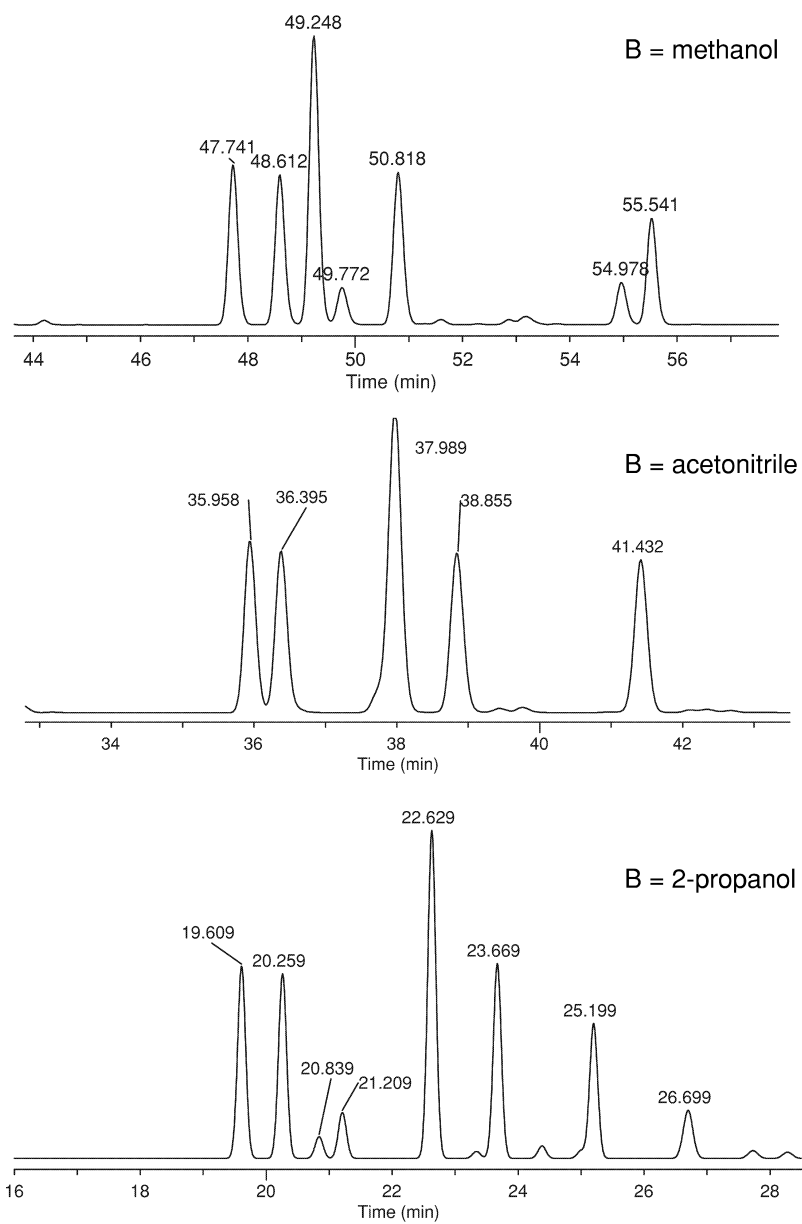 49.248
B = methanol
47.741
48.612
50.818
55.541
49.772
54.978
44 46 48 50 52 54 56
Time (min)
37.989
B = acetonitrile
35.958
36.395
38.855
41.432
34 36 38 40 42
Time (min)
22.629
B = 2-propanol
19.609
20.259
23.669
25.199
20.839
21.209
26.699
16 18 20 22 24 26 28
Time (min)